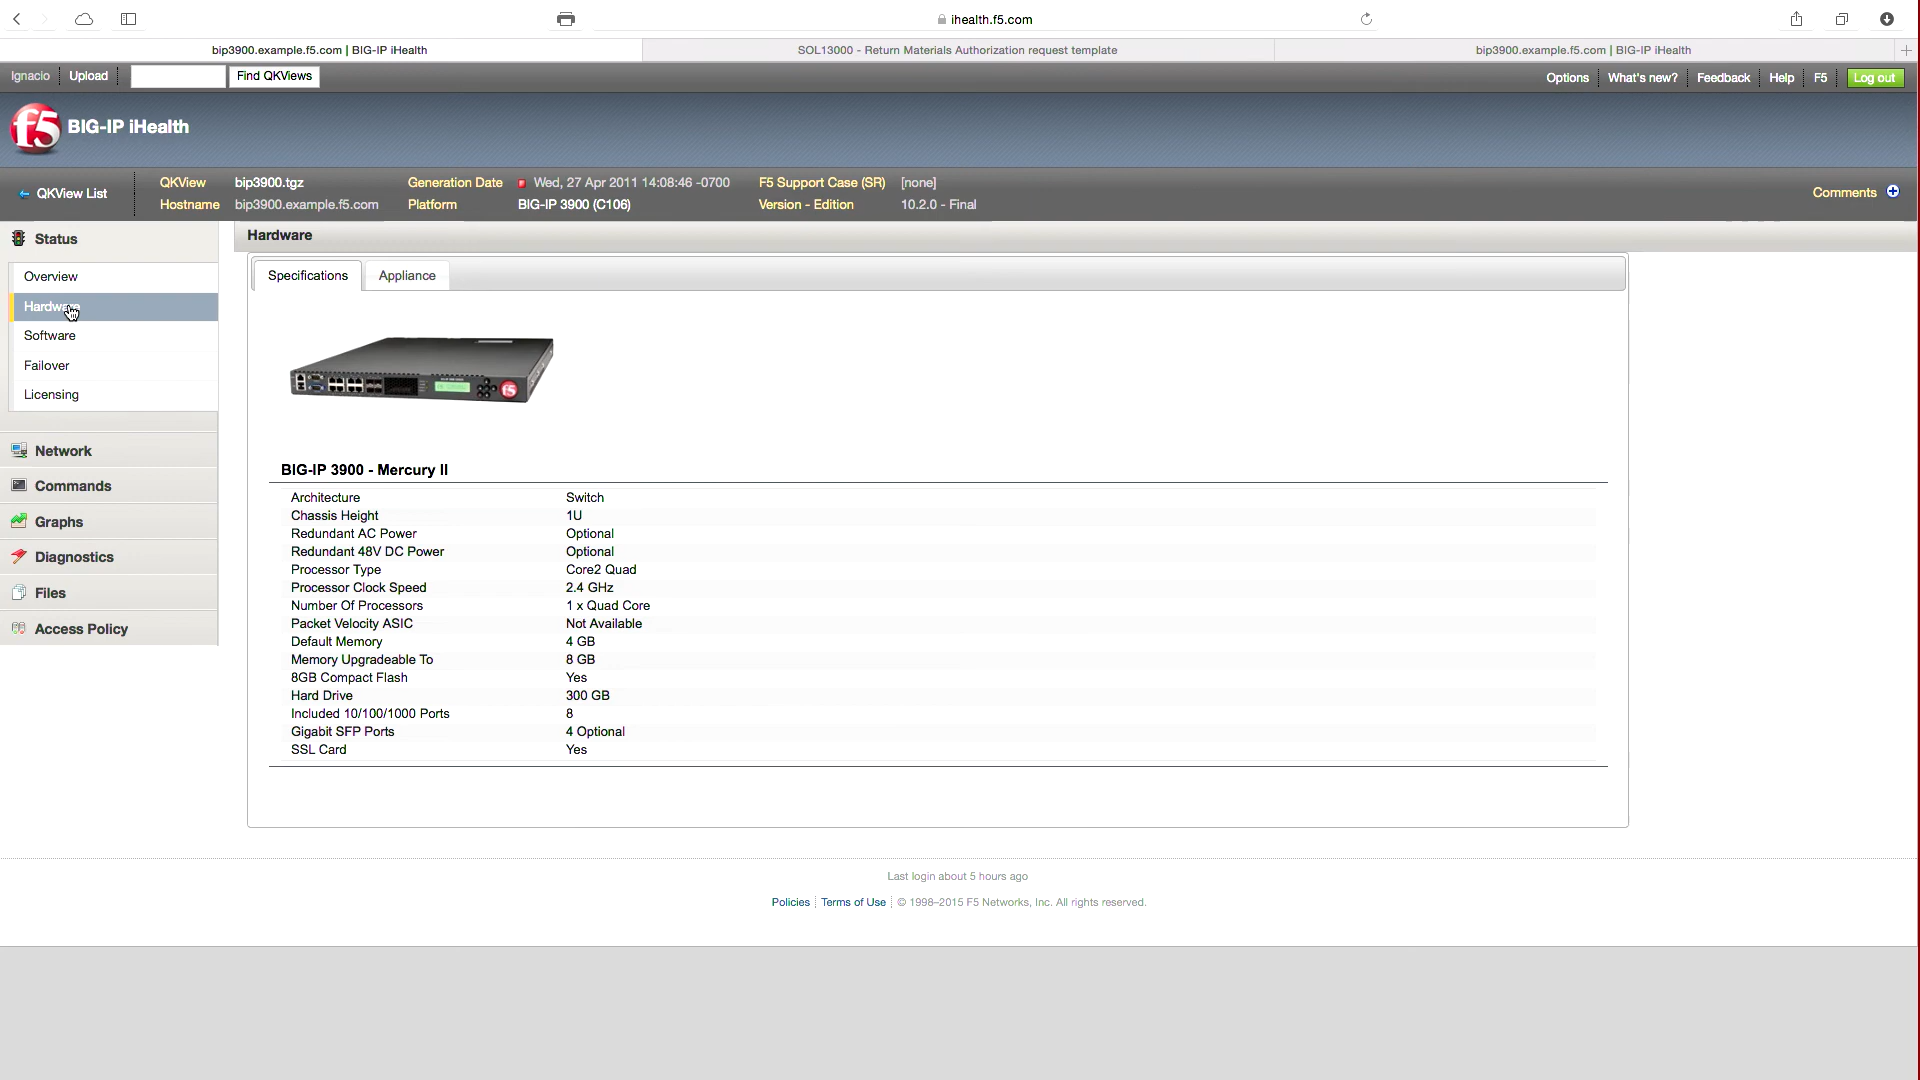 ihealth.f5.com
bip3900.example.f5.com | BIG-IP iHealth
SOL13000 - Return Materials Authorization request template
bip3900.example.f5.com | BIG-IP iHealth
Ignacio Upload Find QKViews Options What's new? Feedback Help F5 Log out
f5 BIG-IP iHealth
QKView List
QKView bip3900.tgz Generation Date Wed, 27 Apr 2011 14:08:46 -0700 F5 Support Case (SR) [none]
Hostname bip3900.example.f5.com Platform BIG-IP 3900 (C106) Version - Edition 10.2.0 - Final
Comments
Status
Overview
Hardware
Software
Failover
Licensing
Network
Commands
Graphs
Diagnostics
Files
Access Policy
Hardware
Specifications Appliance
f5
BIG-IP 3900 - Mercury II
Architecture Switch
Chassis Height 1U
Redundant AC Power Optional
Redundant 48V DC Power Optional
Processor Type Core2 Quad
Processor Clock Speed 2.4 GHz
Number Of Processors 1 x Quad Core
Packet Velocity ASIC Not Available
Default Memory 4 GB
Memory Upgradeable To 8 GB
8GB Compact Flash Yes
Hard Drive 300 GB
Included 10/100/1000 Ports 8
Gigabit SFP Ports 4 Optional
SSL Card Yes
Last login about 5 hours ago
Policies Terms of Use © 1998–2015 F5 Networks, Inc. All rights reserved.